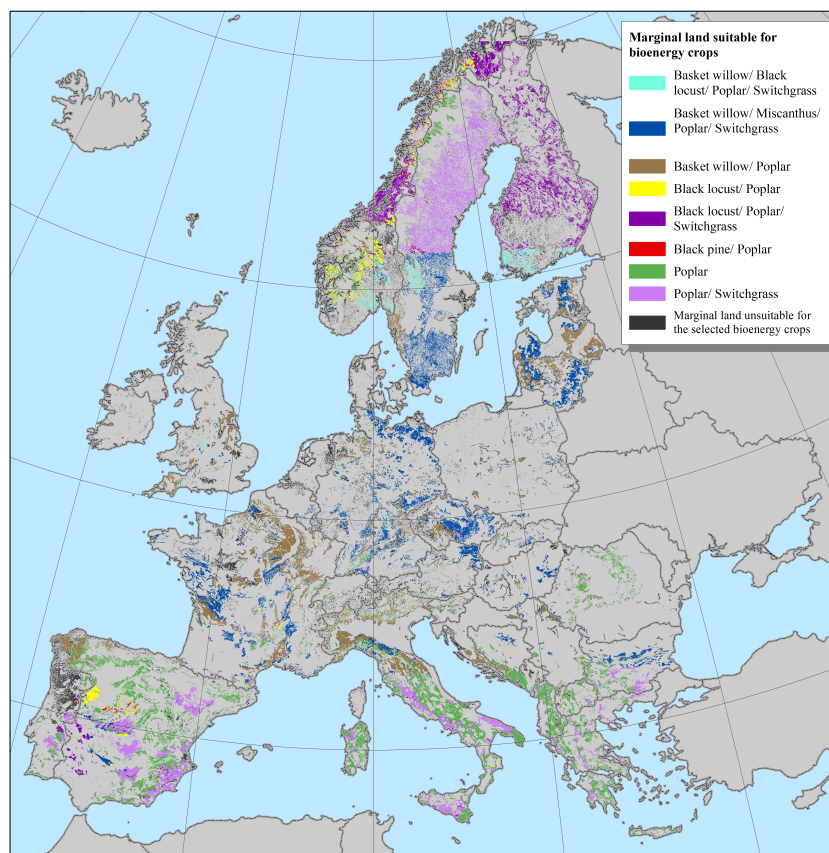 Marginal land suitable for
bioenergy crops
Basket willow/ Black
locust/ Poplar/ Switchgrass
Basket willow/ Miscanthus/
Poplar/ Switchgrass
Basket willow/ Poplar
Black locust/ Poplar
Black locust/ Poplar/
Switchgrass
Black pine/ Poplar
Poplar
Poplar/ Switchgrass
Marginal land unsuitable for
the selected bioenergy crops